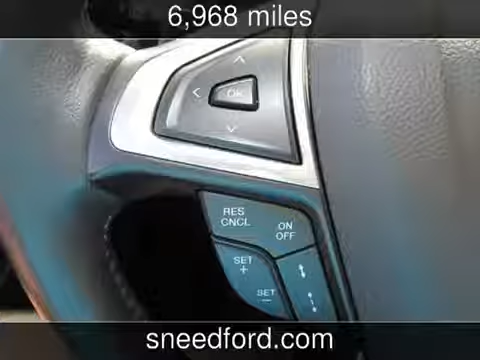 6,968 miles
OK
RES
CNCL
ON
OFF
SET
+
SET
–
sneedford.com